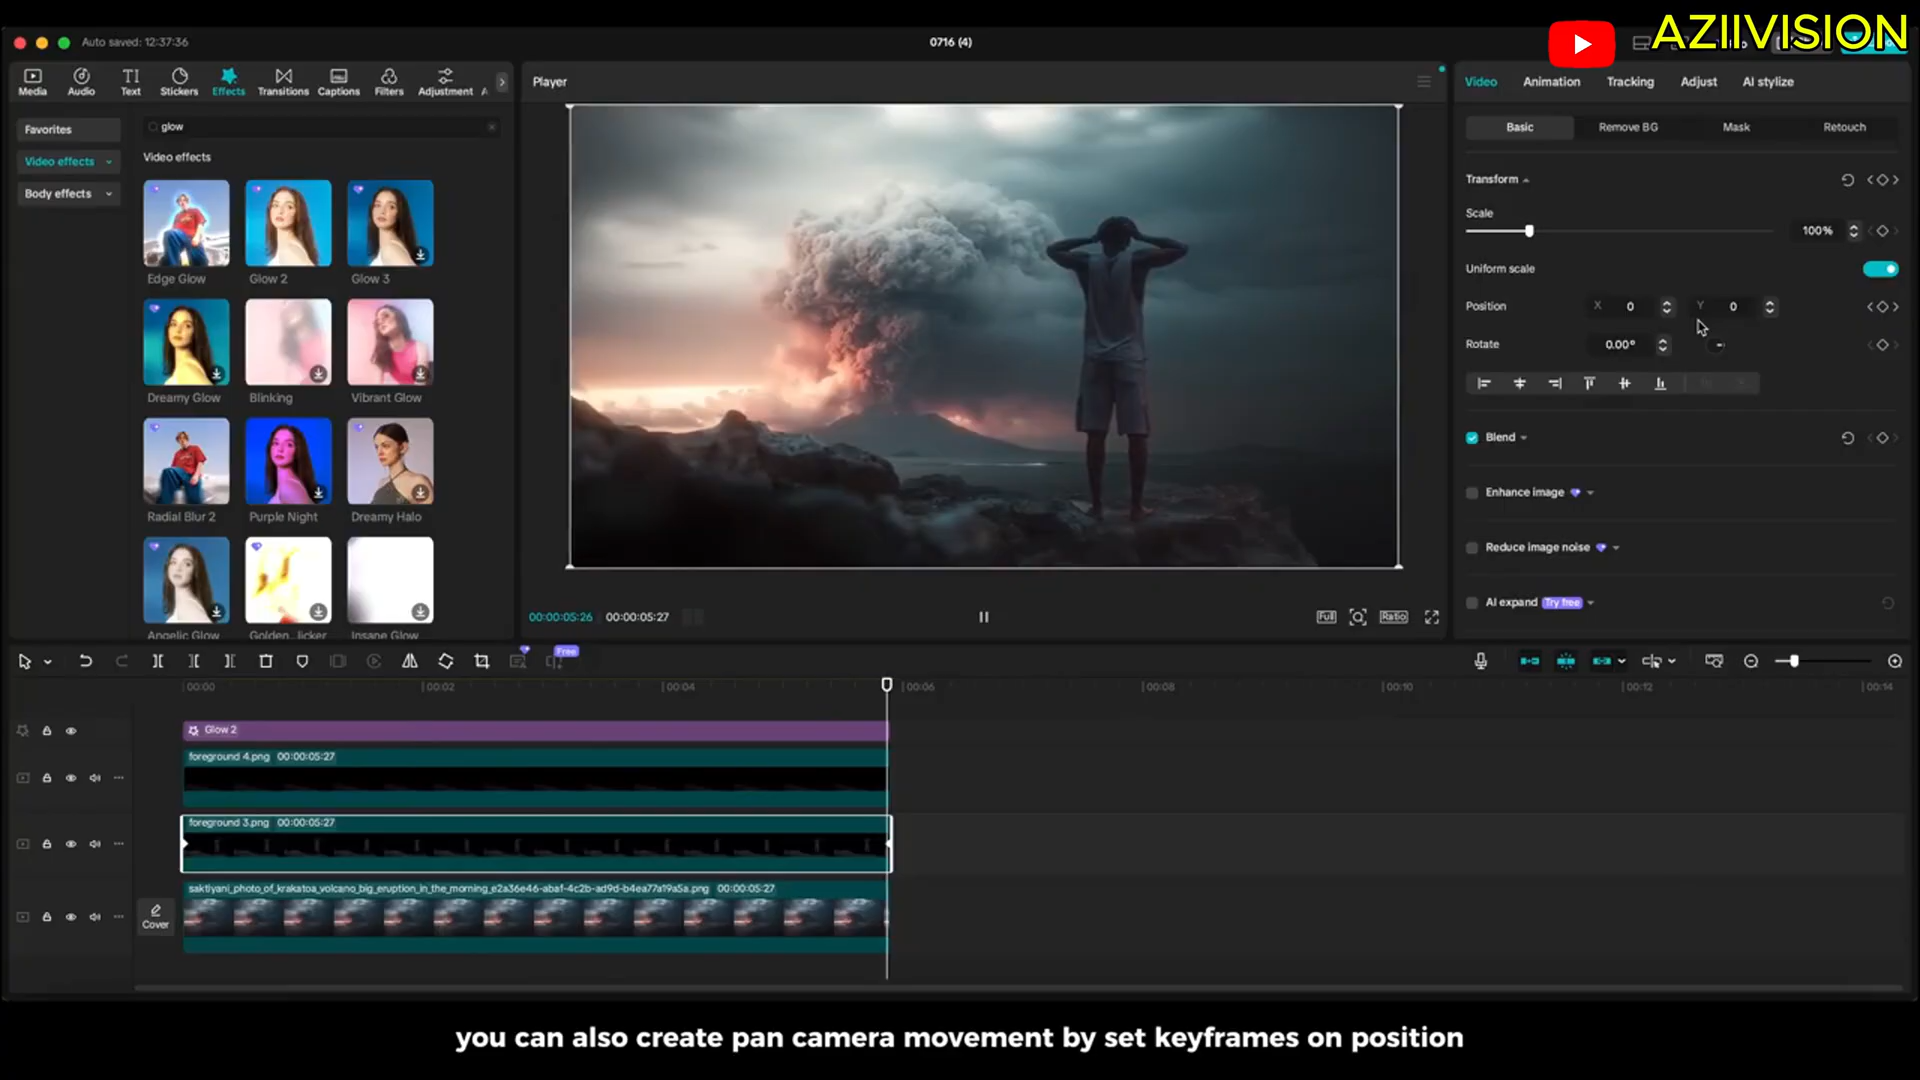 AZIIVISION
Auto saved: 12:37:36
0716 (4)
Media
Audio
TI
Text
Stickers
Effects
Transitions
Captions
Filters
Adjustment
Player
Video
Animation
Tracking
Adjust
AI stylize
Favorites
Video effects
Body effects
glow
Video effects
Edge Glow
Glow 2
Glow 3
Dreamy Glow
Blinking
Vibrant Glow
Radial Blur 2
Purple Night
Dreamy Halo
Angelic Glow
Golden...licker
Insane Glow
Basic
Remove BG
Mask
Retouch
Transform
Scale
100%
Uniform scale
Position
X 0
Y 0
Rotate
0.00°
Blend
Enhance image
Reduce image noise
AI expand Try free
00:00:05:26
00:00:05:27
Full
Ratio
Free
00:00
00:02
00:04
00:06
00:08
00:10
00:12
00:14
Glow 2
foreground 4.png 00:00:05:27
foreground 3.png 00:00:05:27
saktiyani_photo_of_krakatoa_volcano_big_eruption_in_the_morning_e2a36e46-abaf-4c2b-ad9d-b4ea77a19a5a.png 00:00:05:27
Cover
you can also create pan camera movement by set keyframes on position